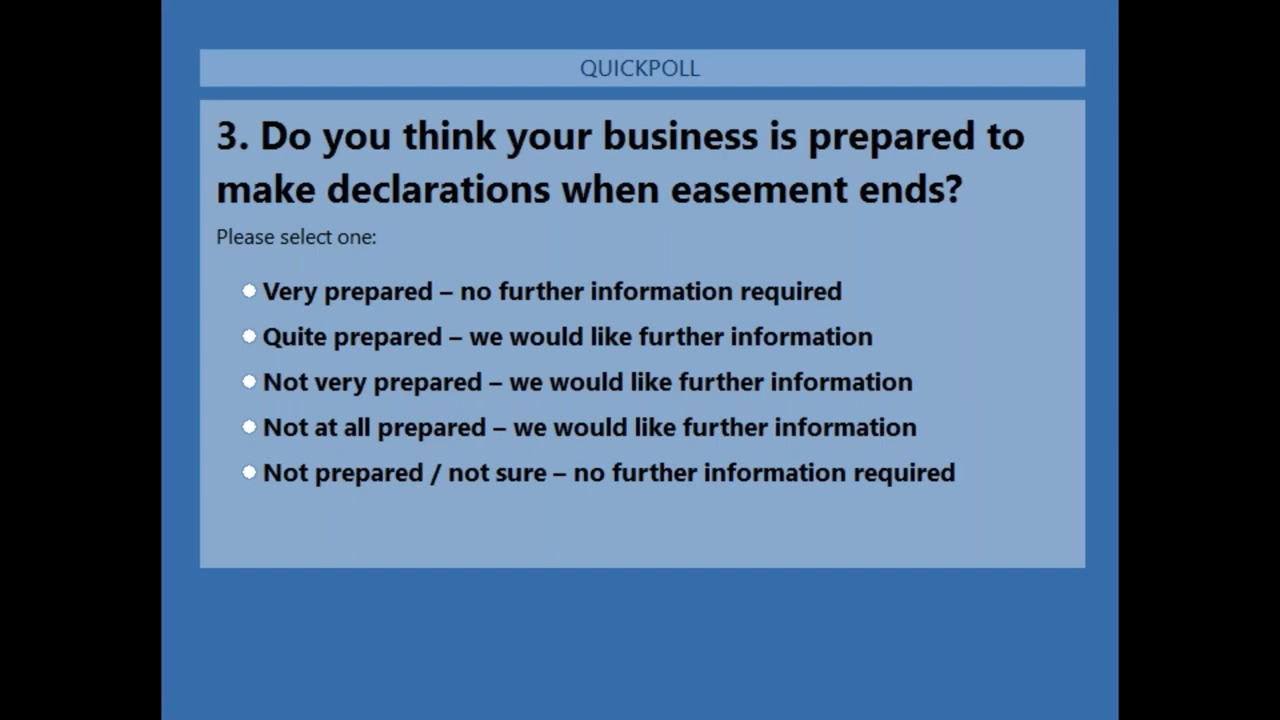 QUICKPOLL
3. Do you think your business is prepared to
make declarations when easement ends?
Please select one:
Very prepared – no further information required
Quite prepared – we would like further information
Not very prepared – we would like further information
Not at all prepared – we would like further information
Not prepared / not sure – no further information required